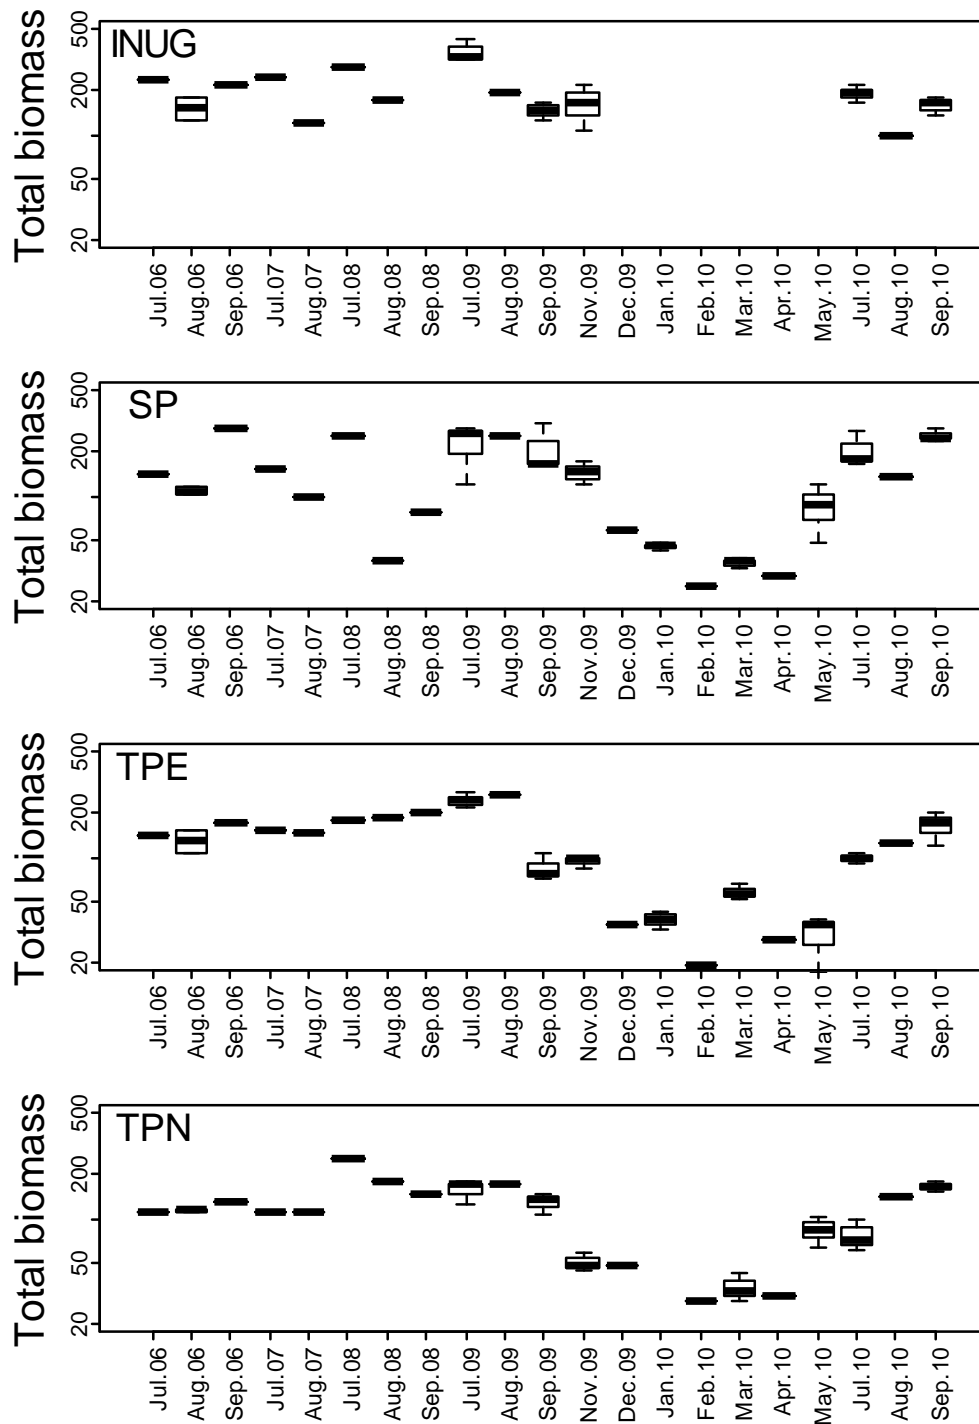 INUG
Total biomass
500
200
50
20
Jul.06
Aug.06
Sep.06
Jul.07
Aug.07
Jul.08
Aug.08
Sep.08
Jul.09
Aug.09
Sep.09
Nov.09
Dec.09
Jan.10
Feb.10
Mar.10
Apr.10
May.10
Jul.10
Aug.10
Sep.10
SP
Total biomass
500
200
50
20
Jul.06
Aug.06
Sep.06
Jul.07
Aug.07
Jul.08
Aug.08
Sep.08
Jul.09
Aug.09
Sep.09
Nov.09
Dec.09
Jan.10
Feb.10
Mar.10
Apr.10
May.10
Jul.10
Aug.10
Sep.10
TPE
Total biomass
500
200
50
20
Jul.06
Aug.06
Sep.06
Jul.07
Aug.07
Jul.08
Aug.08
Sep.08
Jul.09
Aug.09
Sep.09
Nov.09
Dec.09
Jan.10
Feb.10
Mar.10
Apr.10
May.10
Jul.10
Aug.10
Sep.10
TPN
Total biomass
500
200
50
20
Jul.06
Aug.06
Sep.06
Jul.07
Aug.07
Jul.08
Aug.08
Sep.08
Jul.09
Aug.09
Sep.09
Nov.09
Dec.09
Jan.10
Feb.10
Mar.10
Apr.10
May.10
Jul.10
Aug.10
Sep.10